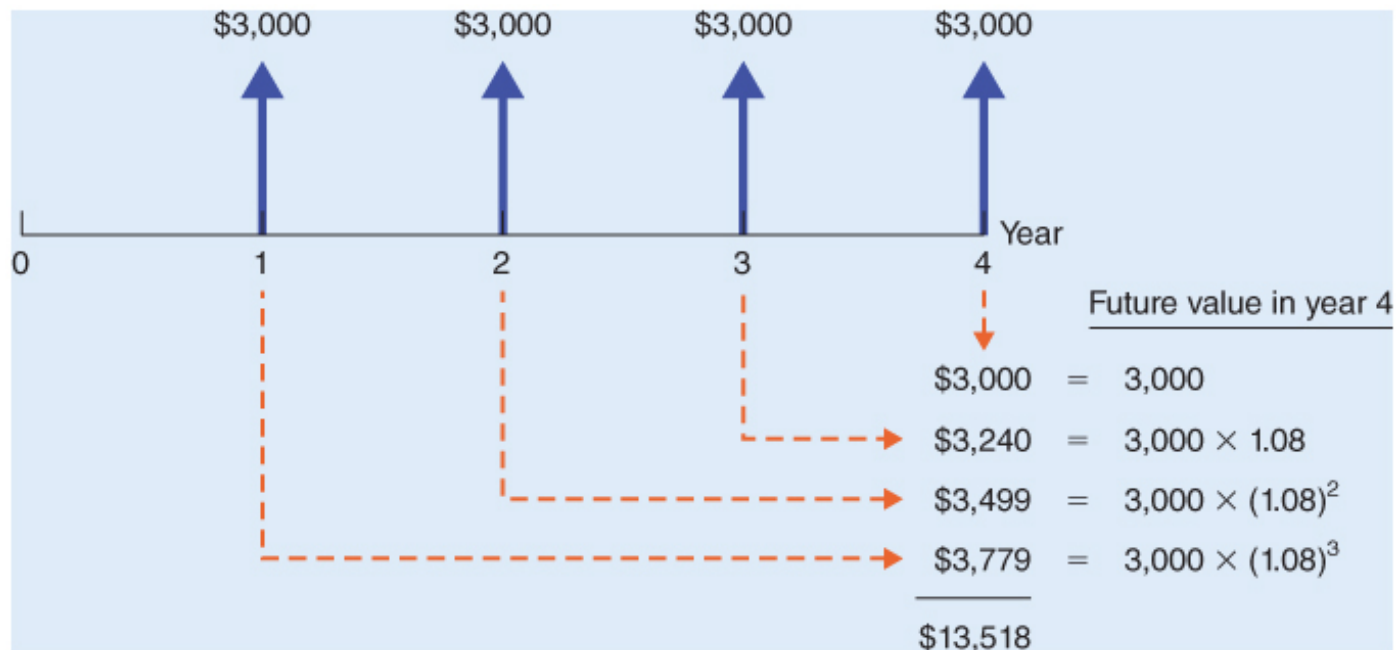 $3,000 $3,000 $3,000 $3,000
Year
0 1 2 3 4
Future value in year 4
$3,000 = 3,000
$3,240 = 3,000 × 1.08
$3,499 = 3,000 × (1.08)²
$3,779 = 3,000 × (1.08)³
$13,518